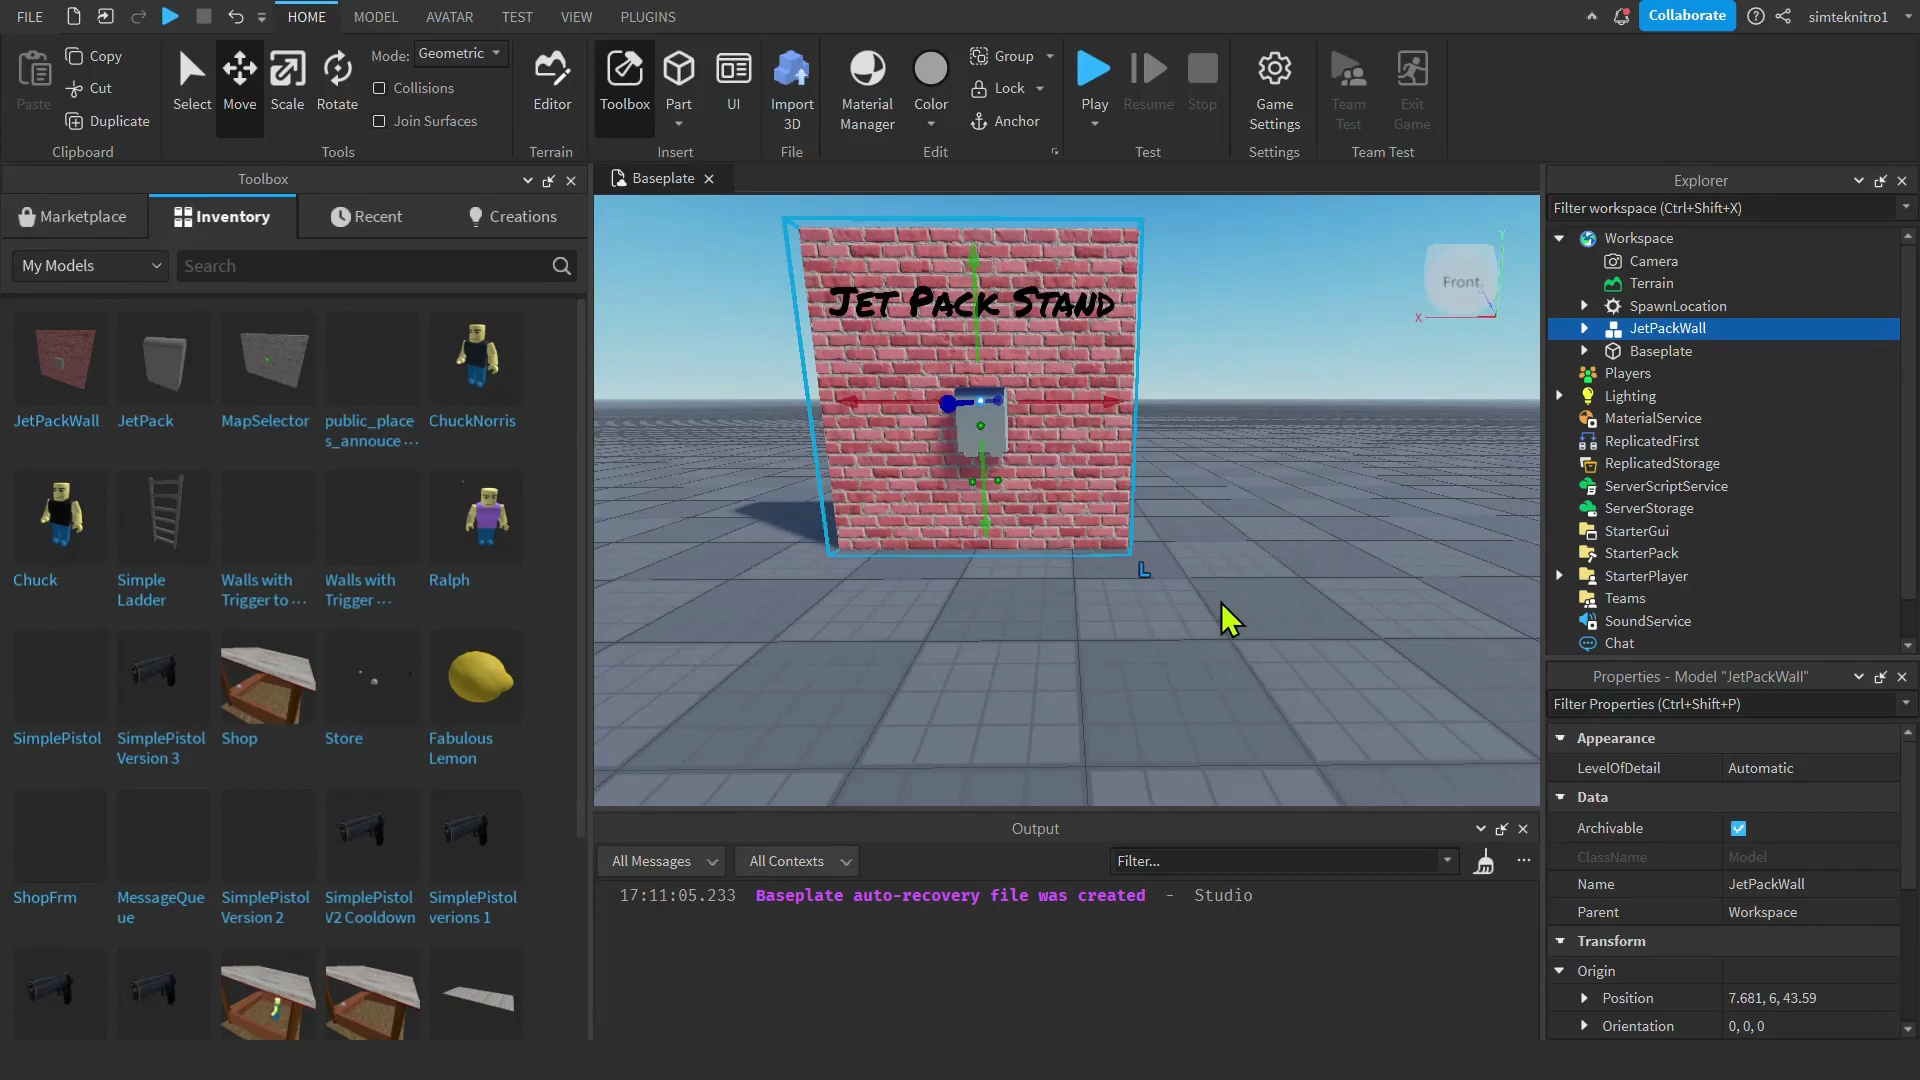 FILE
HOME
MODEL
AVATAR
TEST
VIEW
PLUGINS
Collaborate
simteknitro1
Paste
Copy
Cut
Duplicate
Clipboard
Select
Move
Scale
Rotate
Mode: Geometric
Collisions
Join Surfaces
Tools
Editor
Terrain
Toolbox
Part
UI
Insert
Import
3D
File
Material
Manager
Color
Group
Lock
Anchor
Edit
Play
Resume
Stop
Test
Game
Settings
Settings
Team
Test
Exit
Game
Team Test
Toolbox
Marketplace
Inventory
Recent
Creations
My Models
Search
JetPackWall
JetPack
MapSelector
public_place
s_annouce ...
ChuckNorris
Chuck
Simple
Ladder
Walls with
Trigger to ...
Walls with
Trigger ...
Ralph
SimplePistol
SimplePistol
Version 3
Shop
Store
Fabulous
Lemon
ShopFrm
MessageQue
ue
SimplePistol
Version 2
SimplePistol
V2 Cooldown
SimplePistol
verions 1
Baseplate
Jet Pack Stand
Front
Y
X
L
Output
All Messages
All Contexts
Filter...
17:11:05.233 Baseplate auto-recovery file was created - Studio
Explorer
Filter workspace (Ctrl+Shift+X)
Workspace
Camera
Terrain
SpawnLocation
JetPackWall
Baseplate
Players
Lighting
MaterialService
ReplicatedFirst
ReplicatedStorage
ServerScriptService
ServerStorage
StarterGui
StarterPack
StarterPlayer
Teams
SoundService
Chat
Properties - Model "JetPackWall"
Filter Properties (Ctrl+Shift+P)
Appearance
LevelOfDetail Automatic
Data
Archivable
ClassName Model
Name JetPackWall
Parent Workspace
Transform
Origin
Position 7.681, 6, 43.59
Orientation 0, 0, 0